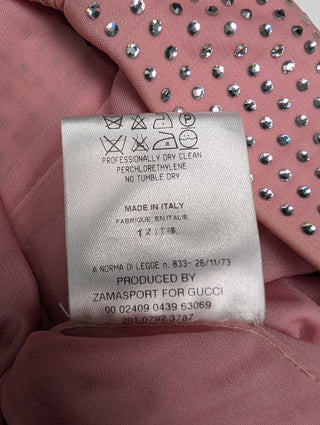 P
PROFESSIONALLY DRY CLEAN
PERCHLORETHYLENE
NO TUMBLE DRY
MADE IN ITALY
FABRIQUE EN ITALIE
A NORMA DI LEGGE n. 833- 26/11/73
PRODUCED BY
ZAMASPORT FOR GUCCI
00 02409 0439 63069
201 0792 3787